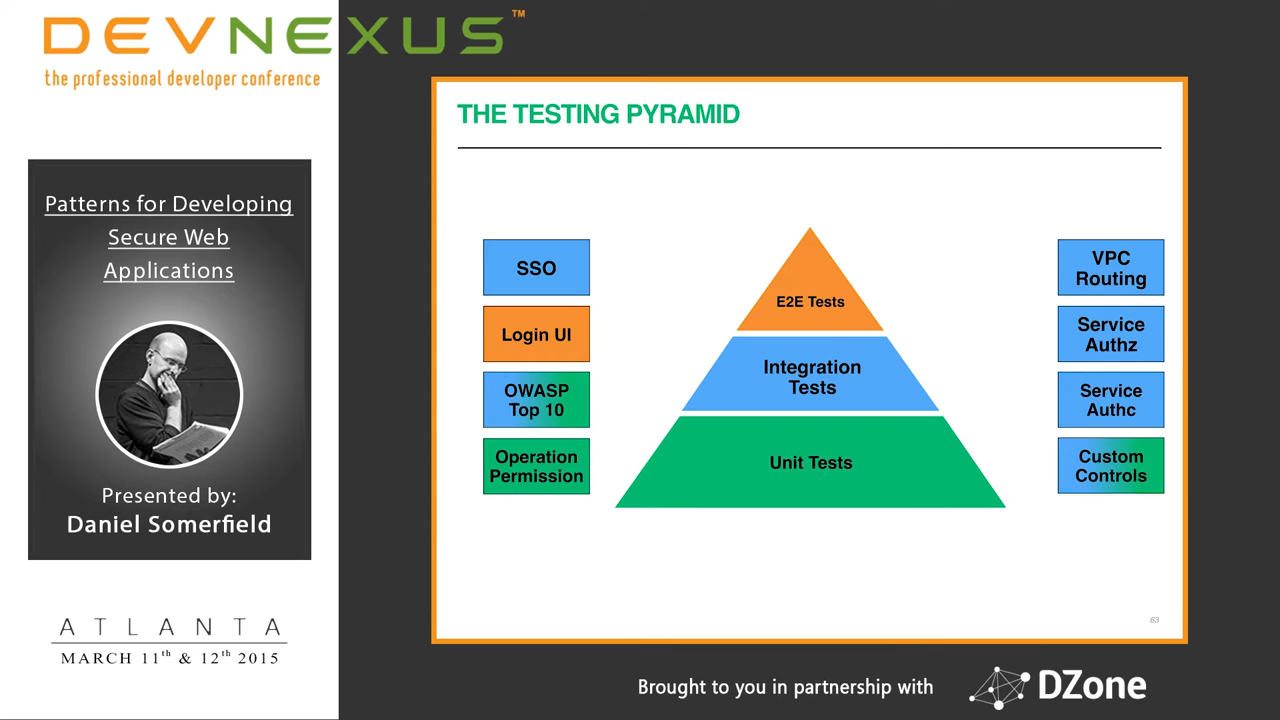 DEVNEXUS™
the professional developer conference
Patterns for Developing
Secure Web
Applications
Presented by:
Daniel Somerfield
ATLANTA
MARCH 11th & 12th 2015
THE TESTING PYRAMID
SSO
Login UI
OWASP
Top 10
Operation
Permission
E2E Tests
Integration
Tests
Unit Tests
VPC
Routing
Service
Authz
Service
Authc
Custom
Controls
63
Brought to you in partnership with
DZone